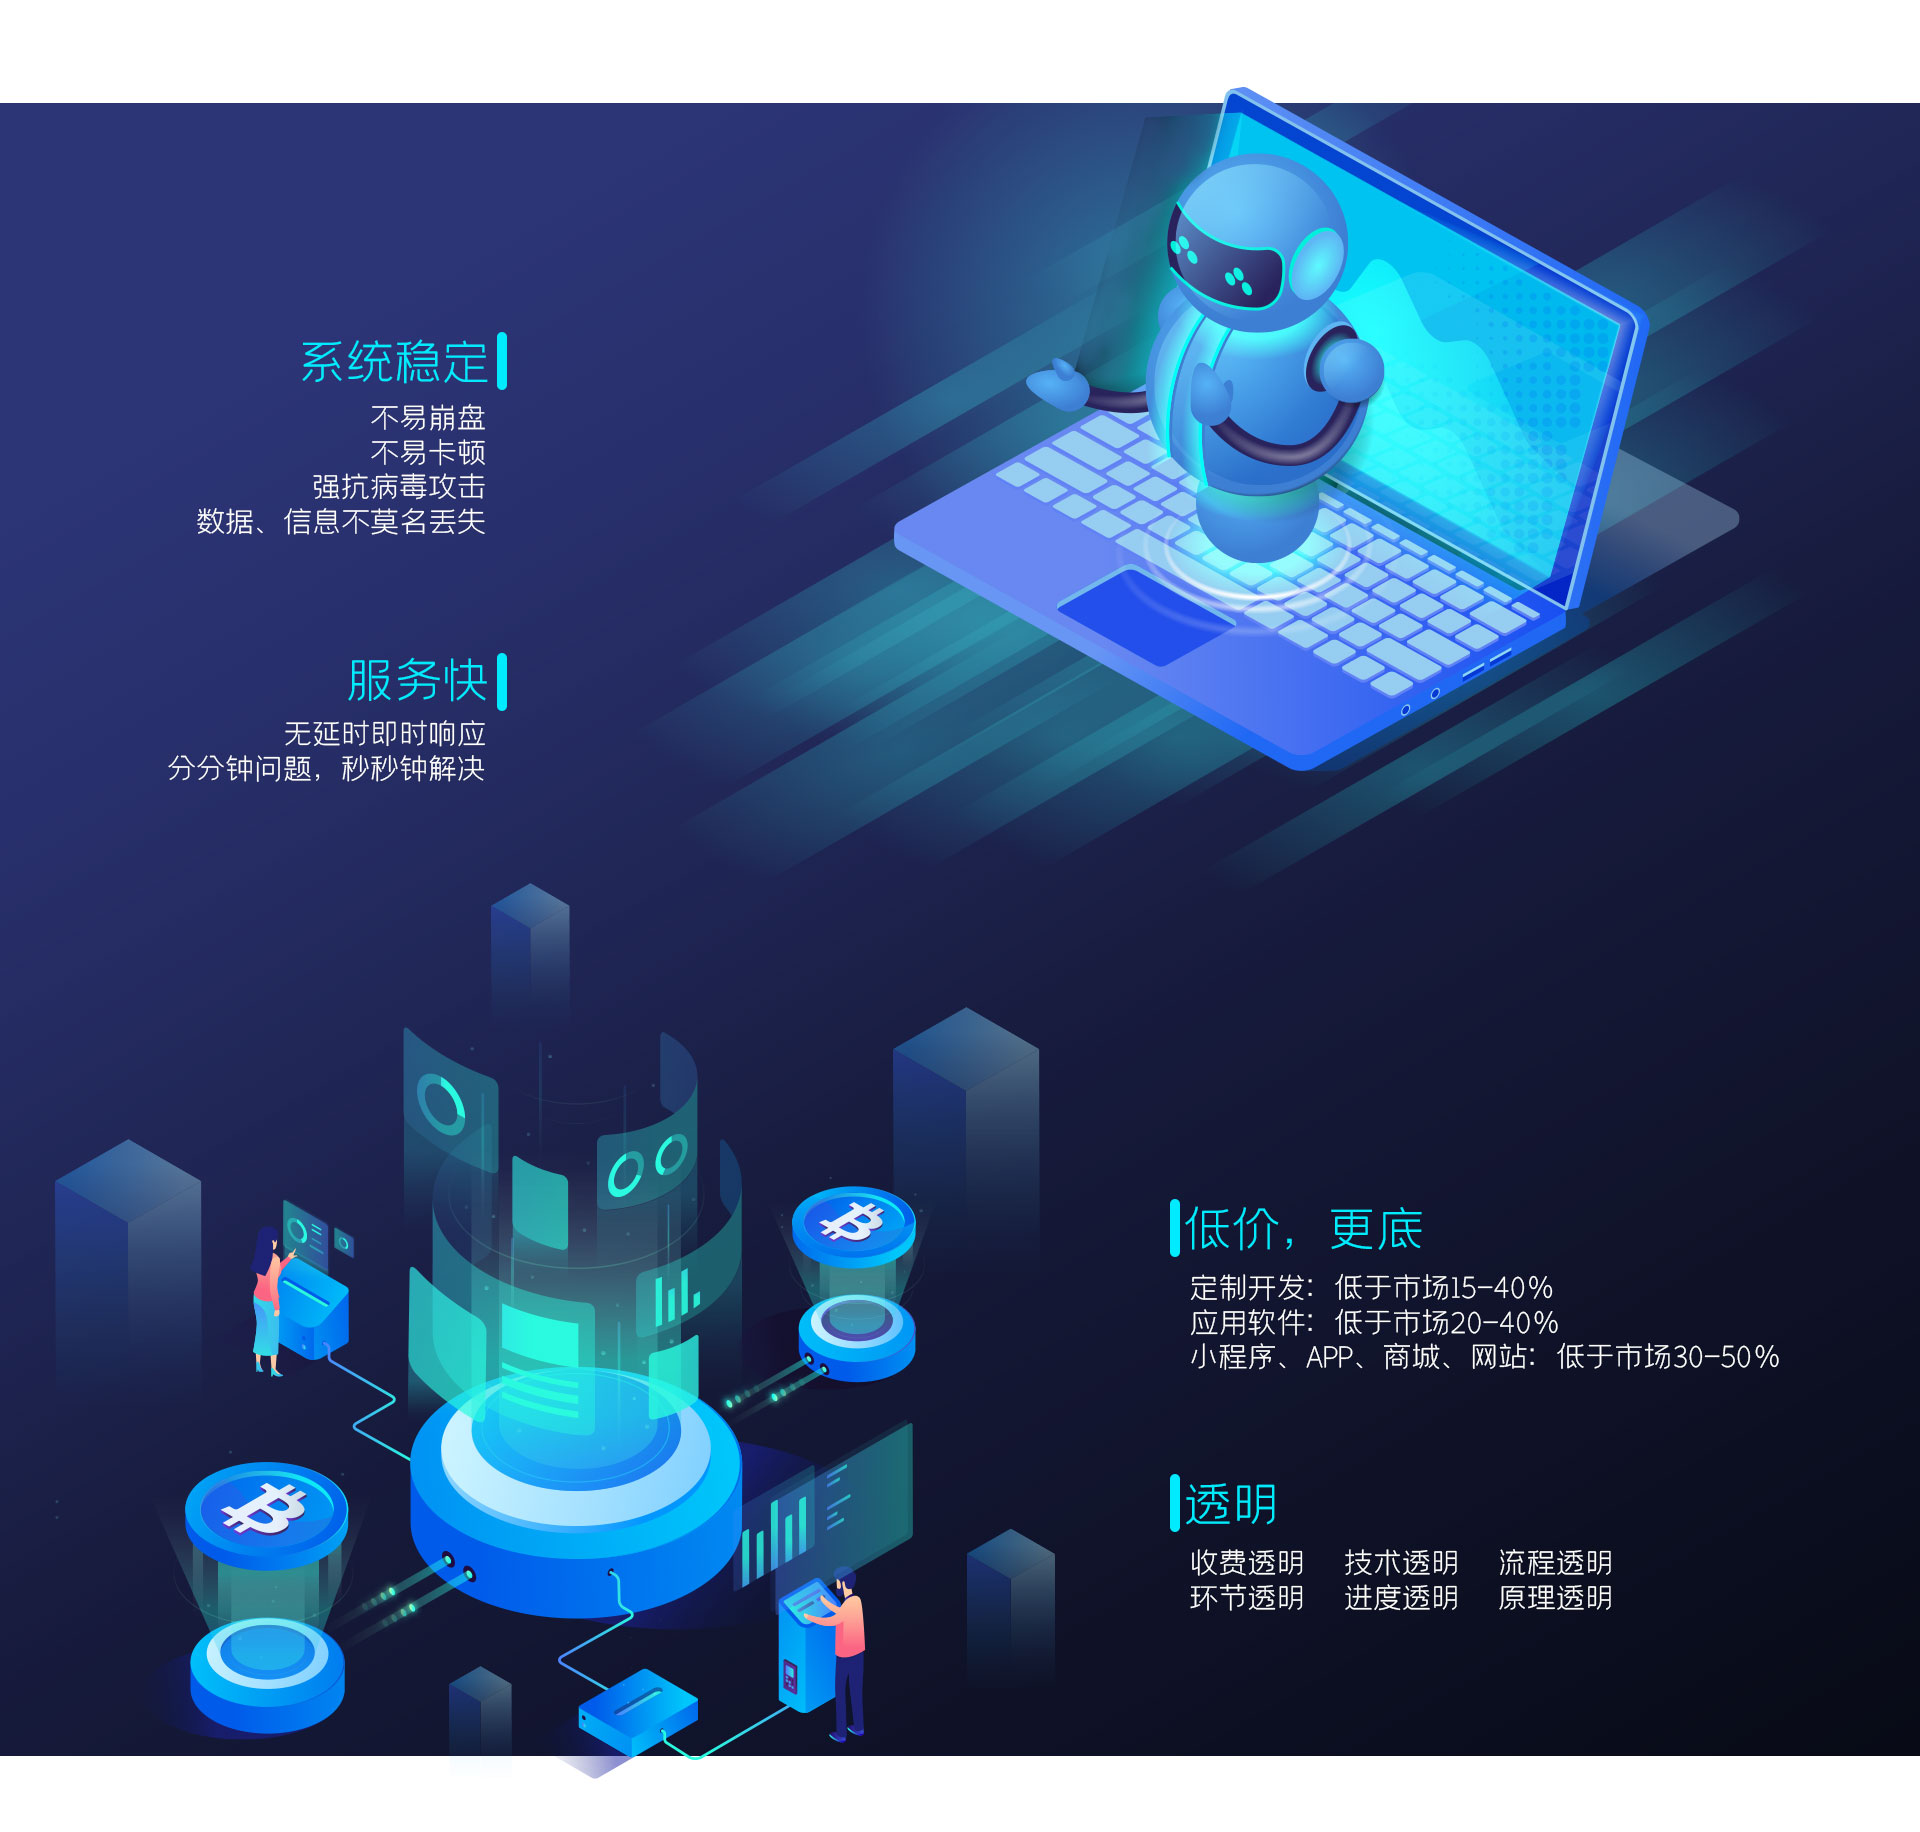 系统稳定
不易崩盘
不易卡顿
强抗病毒攻击
数据、信息不莫名丢失
服务快
无延时即时响应
分分钟问题，秒秒钟解决
低价，更底
定制开发：低于市场15-40%
应用软件：低于市场20-40%
小程序、APP、商城、网站：低于市场30-50%
透明
收费透明 技术透明 流程透明
环节透明 进度透明 原理透明